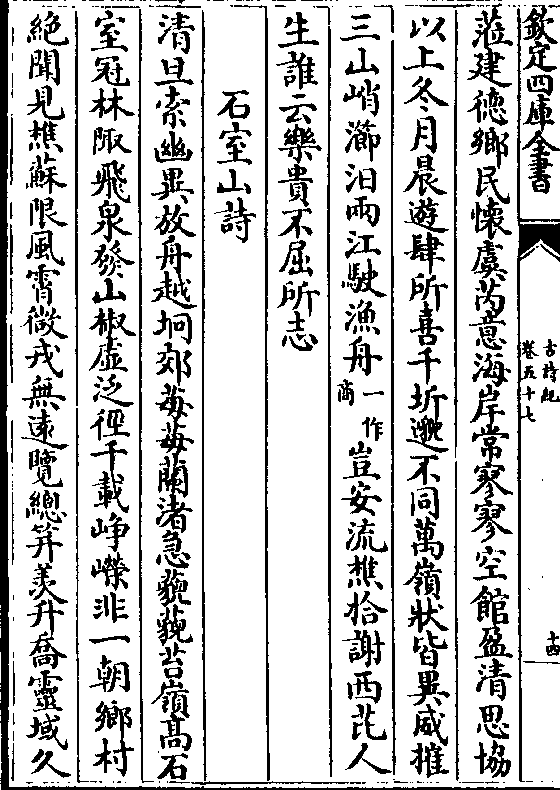 欽定四庫全書
古詩紀
卷五十七
十四
蒞建德鄉民懷虞芮意海岸常寥寥空館盈清思協
以上冬月晨遊肆所喜千圻邈不同萬嶺狀皆異威摧
三山峭瀄汩兩江駛漁舟一作商豈安流樵拾謝西芘人
生誰云樂貴不屈所志
石室山詩
清旦索幽異放舟越坰郊莓莓蘭渚急藐藐苔嶺髙石
室冠林陬飛泉發山椒虚泛徑千載崢嶸非一朝鄉村
絶聞見樵蘇限風霄微戎無逺覽總笄羡升喬靈域久